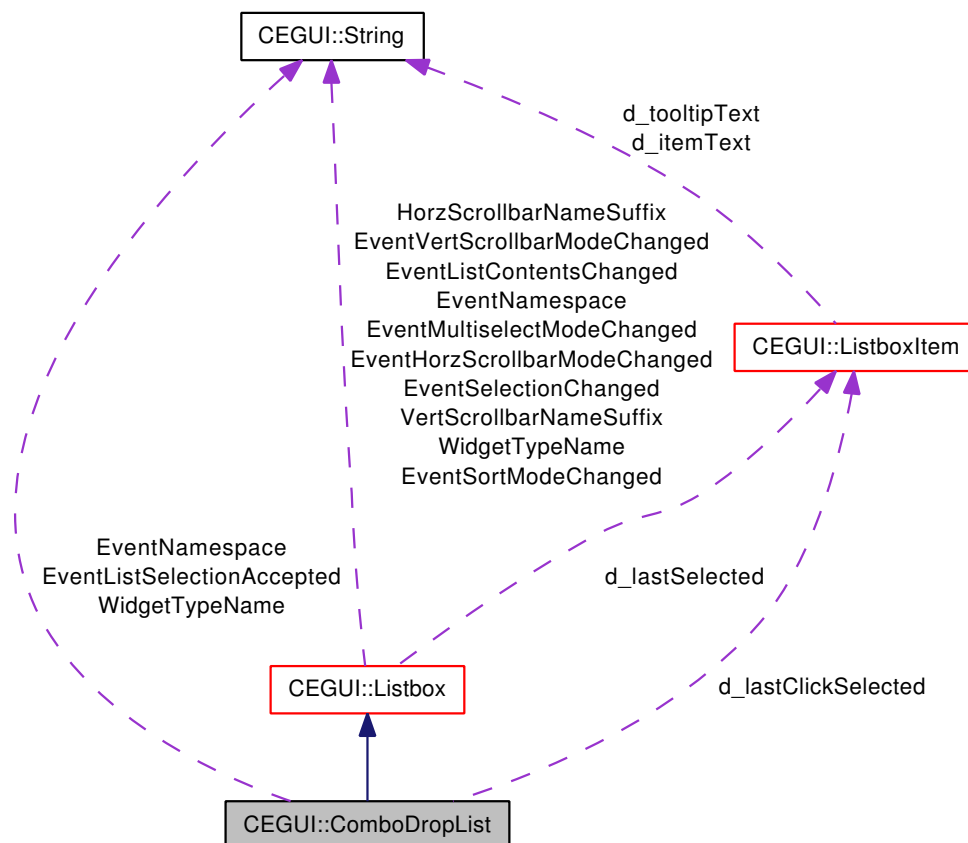 CEGUI::String
d_tooltipText
d_itemText
HorzScrollbarNameSuffix
EventVertScrollbarModeChanged
EventListContentsChanged
EventNamespace
EventMultiselectModeChanged
EventHorzScrollbarModeChanged
EventSelectionChanged
VertScrollbarNameSuffix
WidgetTypeName
EventSortModeChanged
CEGUI::ListboxItem
EventNamespace
EventListSelectionAccepted
WidgetTypeName
d_lastSelected
CEGUI::Listbox
d_lastClickSelected
CEGUI::ComboDropList